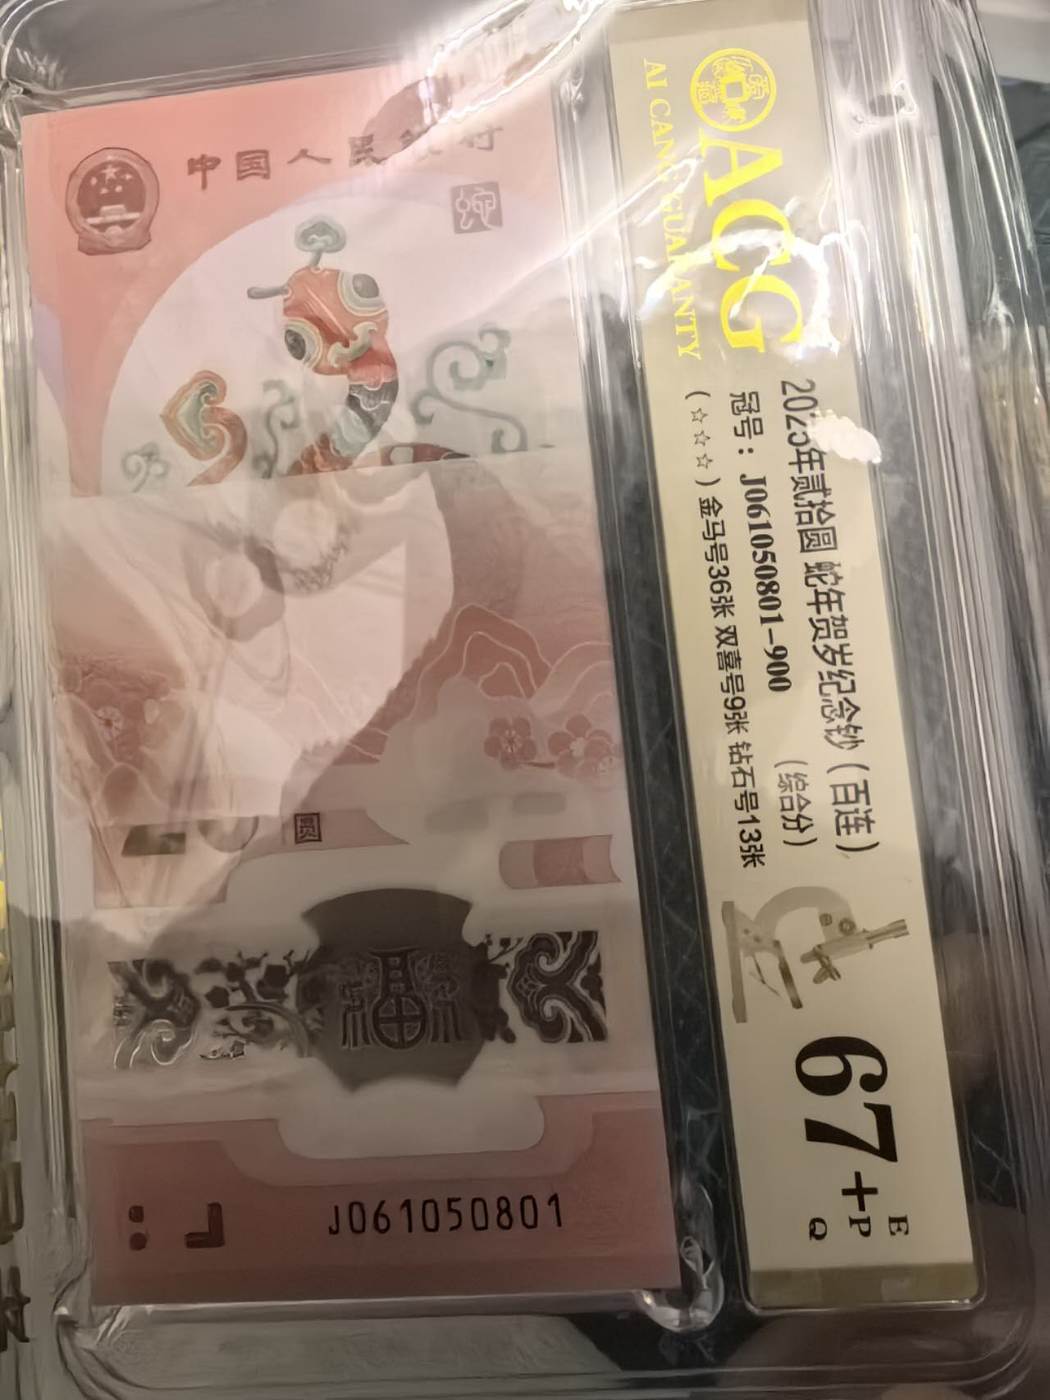 中国人民银行
圆
J061050801
ACG
AI CANG GUARANTY
2025年贰拾圆 蛇年贺岁纪念钞（百连）
冠号：J061050801-900
（综合分）
（☆☆☆）金马号36张 双喜号9张 钻石号13张
67+
E
P
Q